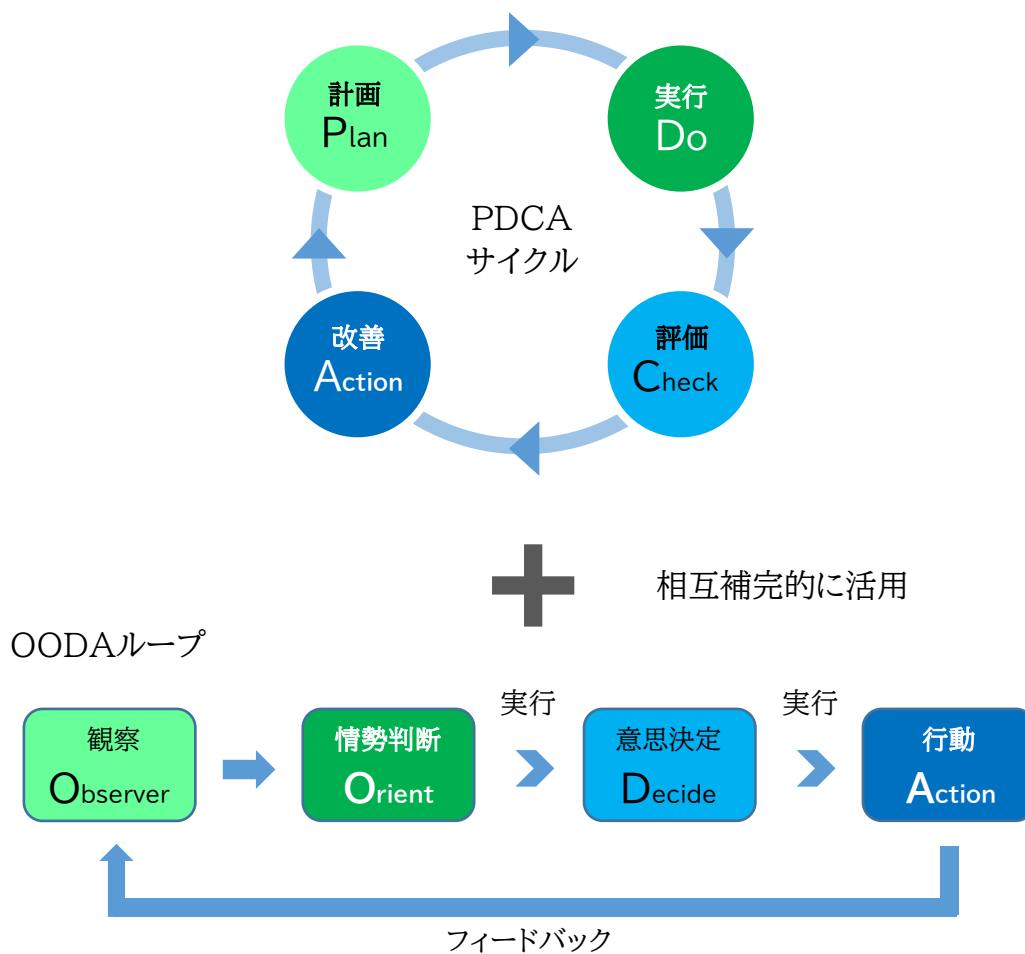 計画
Plan
実行
Do
PDCA
サイクル
改善
Action
評価
Check
相互補完的に活用
OODAループ
観察
Observer
情勢判断
Orient
実行
意思決定
Decide
実行
行動
Action
フィードバック